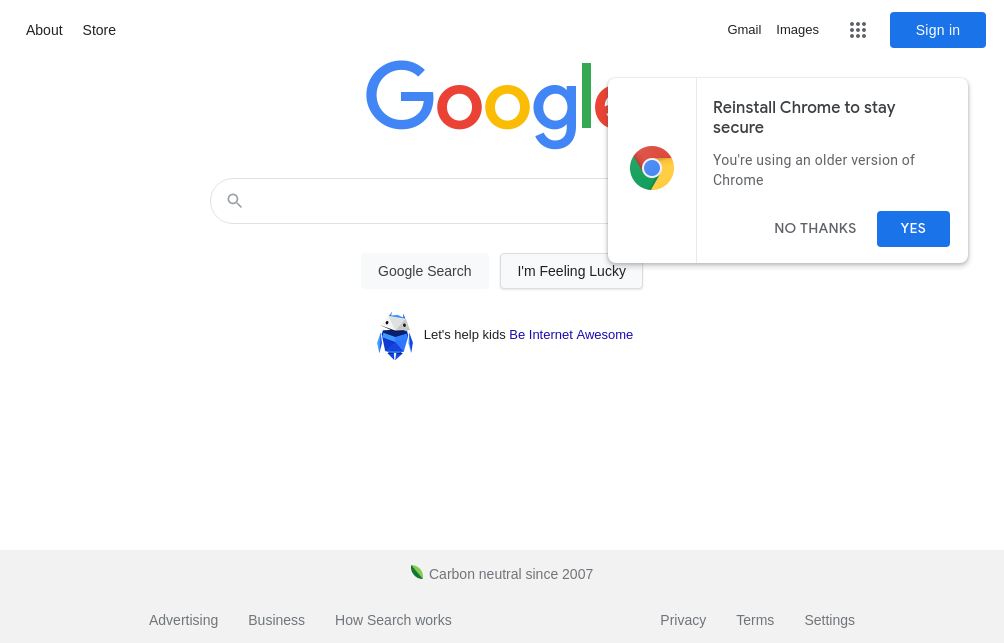 About Store Gmail Images Sign in
Google
Reinstall Chrome to stay
secure
You're using an older version of
Chrome
NO THANKS YES
Google Search I'm Feeling Lucky
Let's help kids Be Internet Awesome
Carbon neutral since 2007
Advertising Business How Search works Privacy Terms Settings